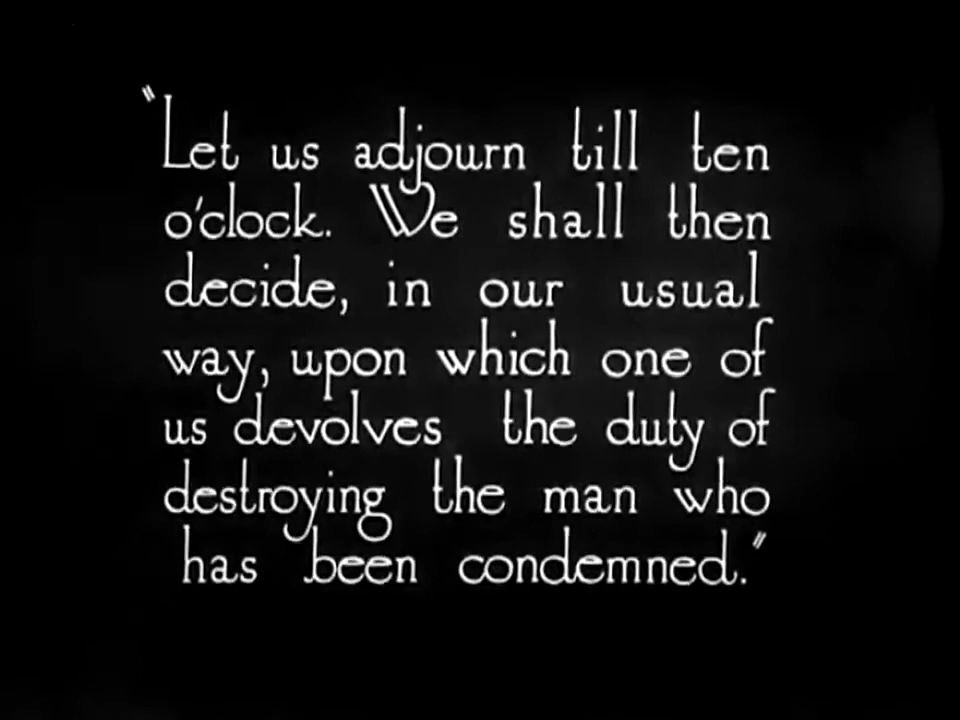 "Let us adjourn till ten
o'clock. We shall then
decide, in our usual
way, upon which one of
us devolves the duty of
destroying the man who
has been condemned."